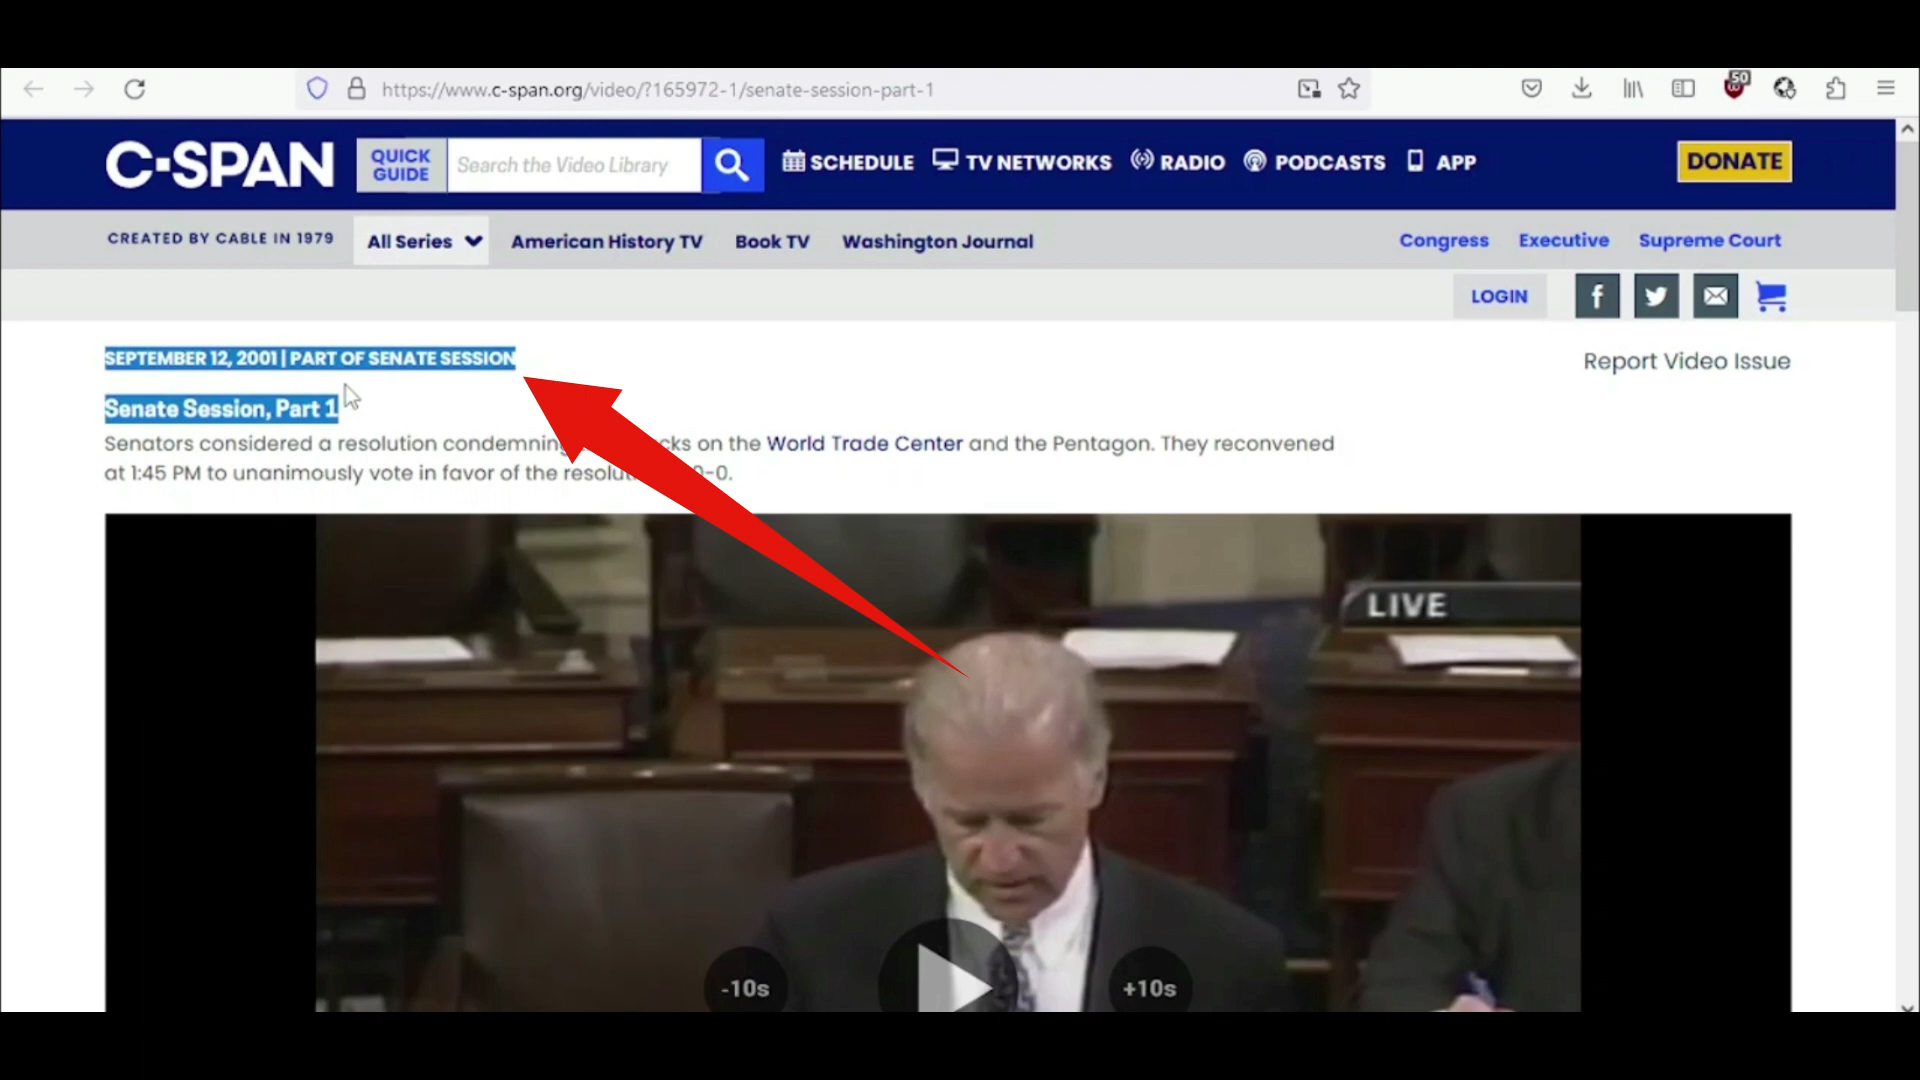 https://www.c-span.org/video/?165972-1/senate-session-part-1
50
C·SPAN
QUICK GUIDE
Search the Video Library
SCHEDULE
TV NETWORKS
RADIO
PODCASTS
APP
DONATE
CREATED BY CABLE IN 1979
All Series
American History TV
Book TV
Washington Journal
Congress
Executive
Supreme Court
LOGIN
SEPTEMBER 12, 2001 | PART OF SENATE SESSION
Report Video Issue
Senate Session, Part 1
Senators considered a resolution condemning cks on the World Trade Center and the Pentagon. They reconvened
at 1:45 PM to unanimously vote in favor of the 0-0.
LIVE
-10s
+10s